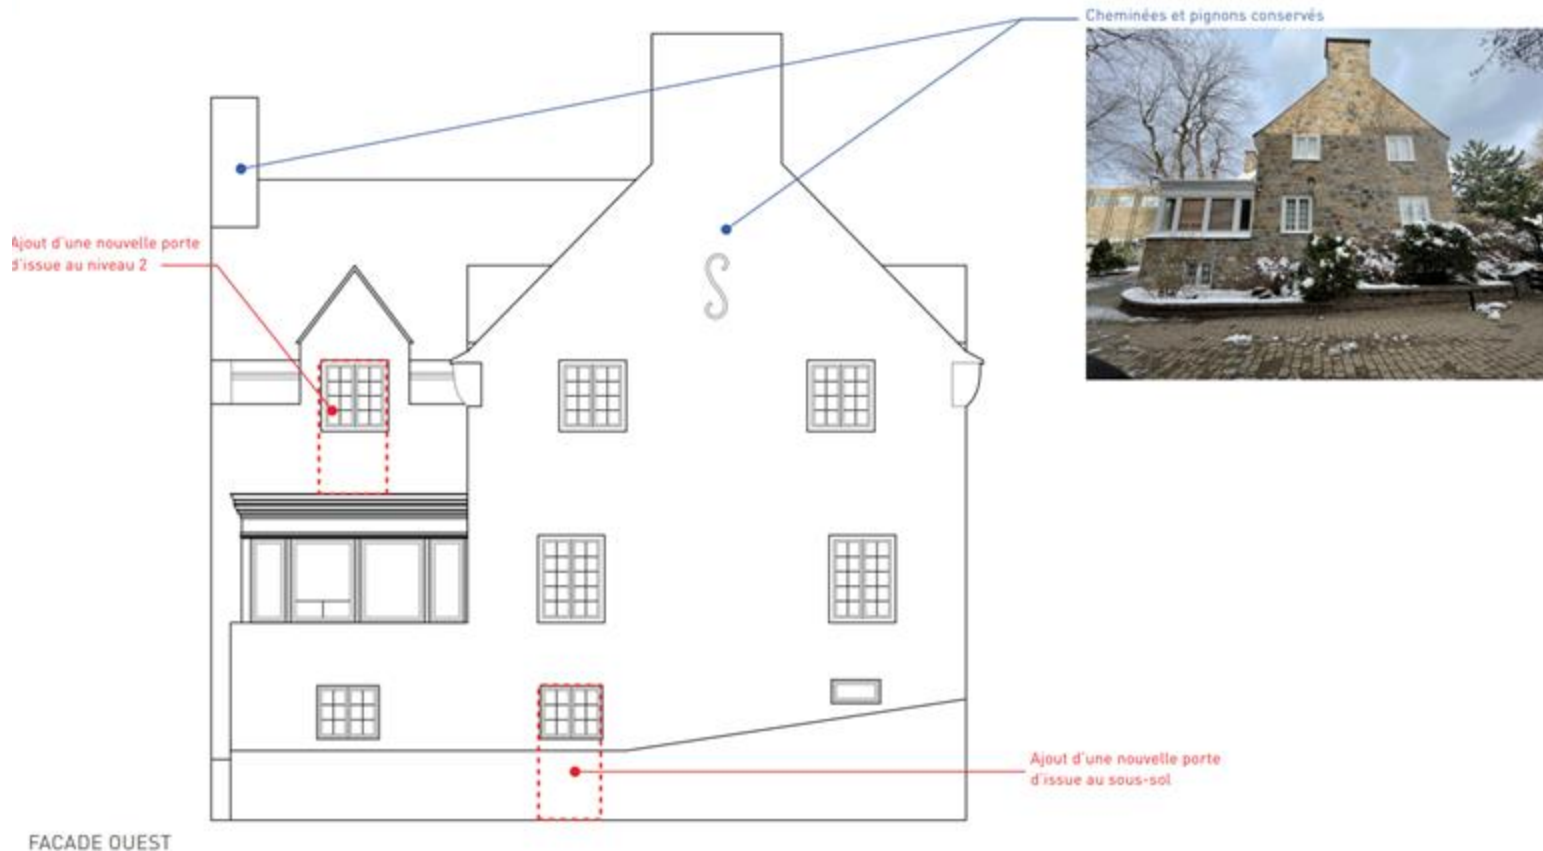 Cheminées et pignons conservés
Ajout d'une nouvelle porte
d'issue au niveau 2
S
Ajout d'une nouvelle porte
d'issue au sous-sol
FACADE OUEST